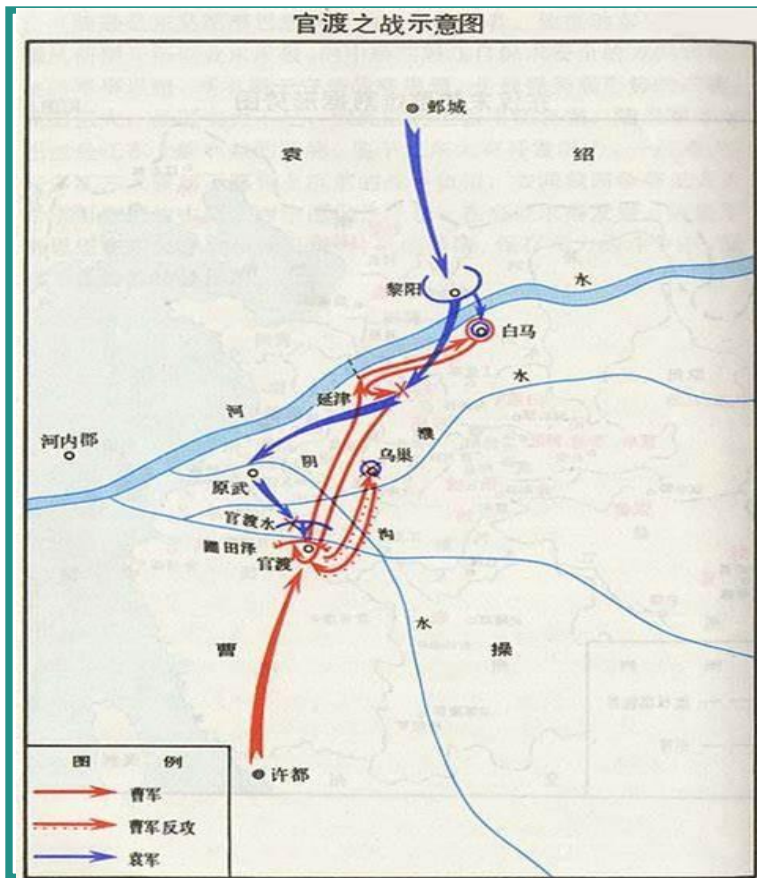 官渡之战示意图
邺城
袁 绍
黎阳
水
白马
延津
水
河
濮
河内郡
阴
乌巢
原武
官渡水
沟
圃田泽
官渡
水
曹 操
许都
图 例
曹军
曹军反攻
袁军